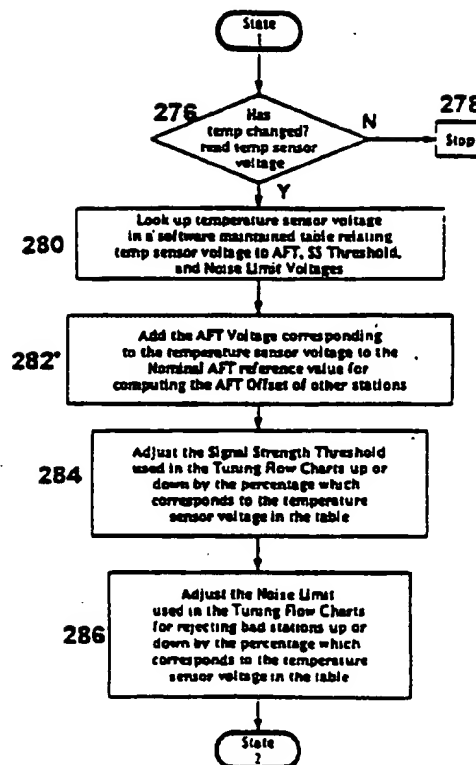 State
276
Has
temp changed?
read temp sensor
voltage
N
278
Stop
Y
280
Look up temperature sensor voltage
in a software maintained table relating
temp sensor voltage to AFT, SS Threshold,
and Noise Limit Voltages
282
Add the AFT Voltage corresponding
to the temperature sensor voltage to the
Nominal AFT reference value for
computing the AFT Offset of other stations
284
Adjust the Signal Strength Threshold
used in the Tuning Flow Charts up or
down by the percentage which
corresponds to the temperature
sensor voltage in the table
286
Adjust the Noise Limit
used in the Tuning Flow Charts
for rejecting bad stations up or
down by the percentage which
corresponds to the temperature
sensor voltage in the table
State
?